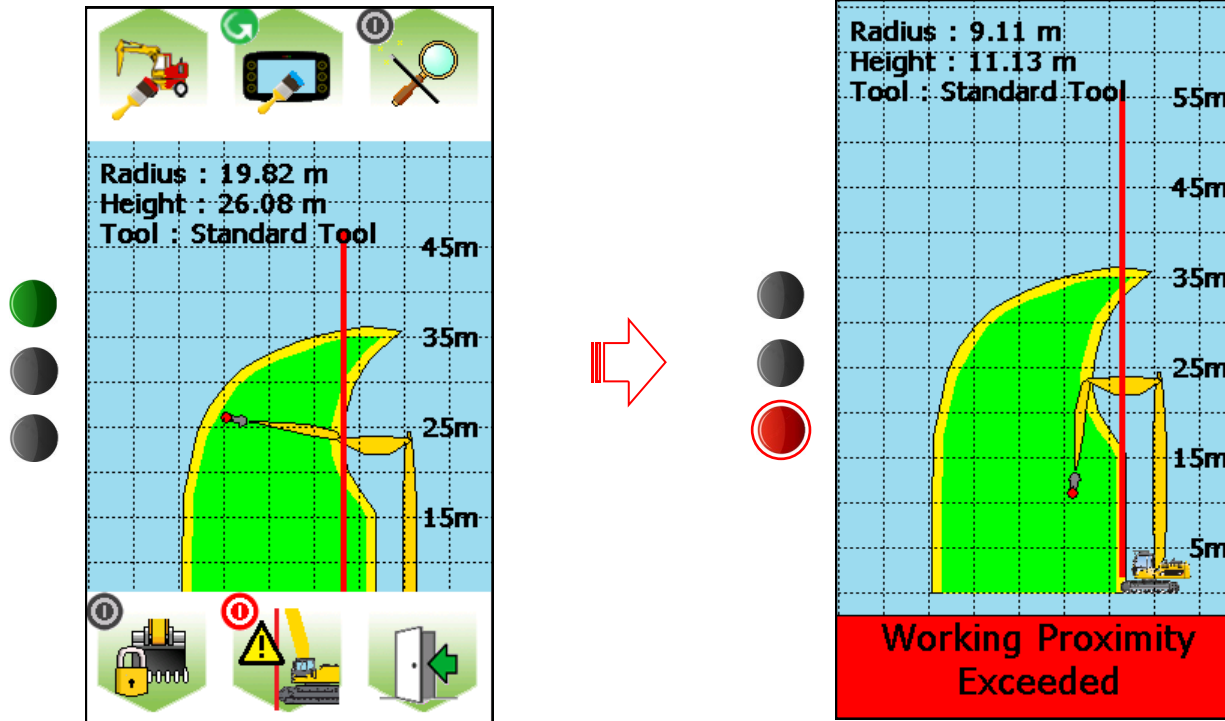 Radius : 19.82 m
Height : 26.08 m
Tool : Standard Tool
45m
35m
25m
15m
Radius : 9.11 m
Height : 11.13 m
Tool : Standard Tool
55m
45m
35m
25m
15m
5m
Working Proximity
Exceeded